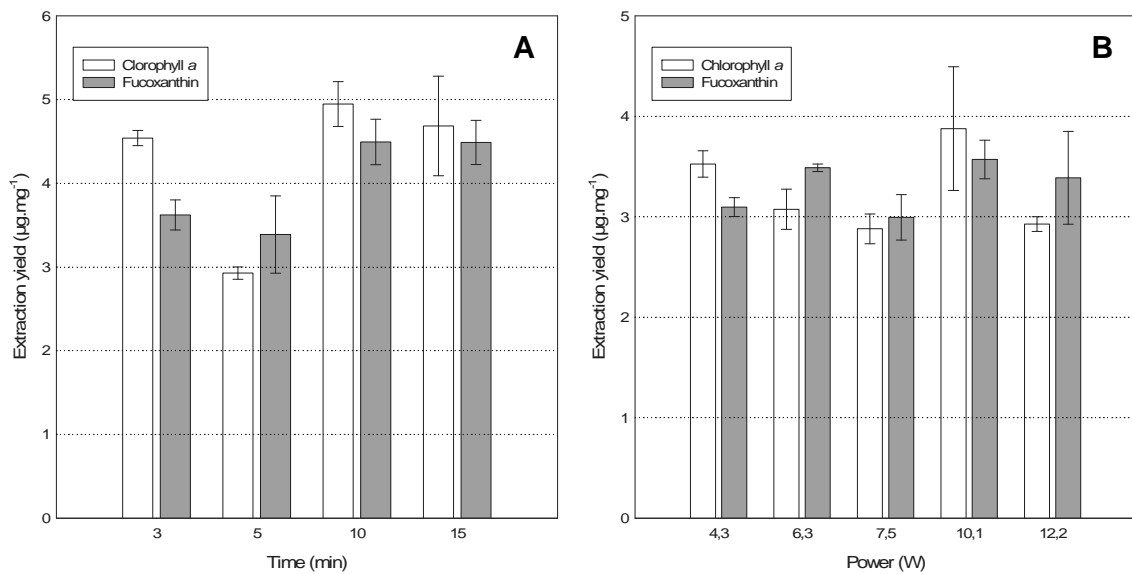 A
Clorophyll a
Fucoxanthin
Extraction yield (µg.mg⁻¹)
6
5
4
3
2
1
0
3 5 10 15
Time (min)
B
Chlorophyll a
Fucoxanthin
Extraction yield (µg.mg⁻¹)
5
4
3
2
1
0
4,3 6,3 7,5 10,1 12,2
Power (W)